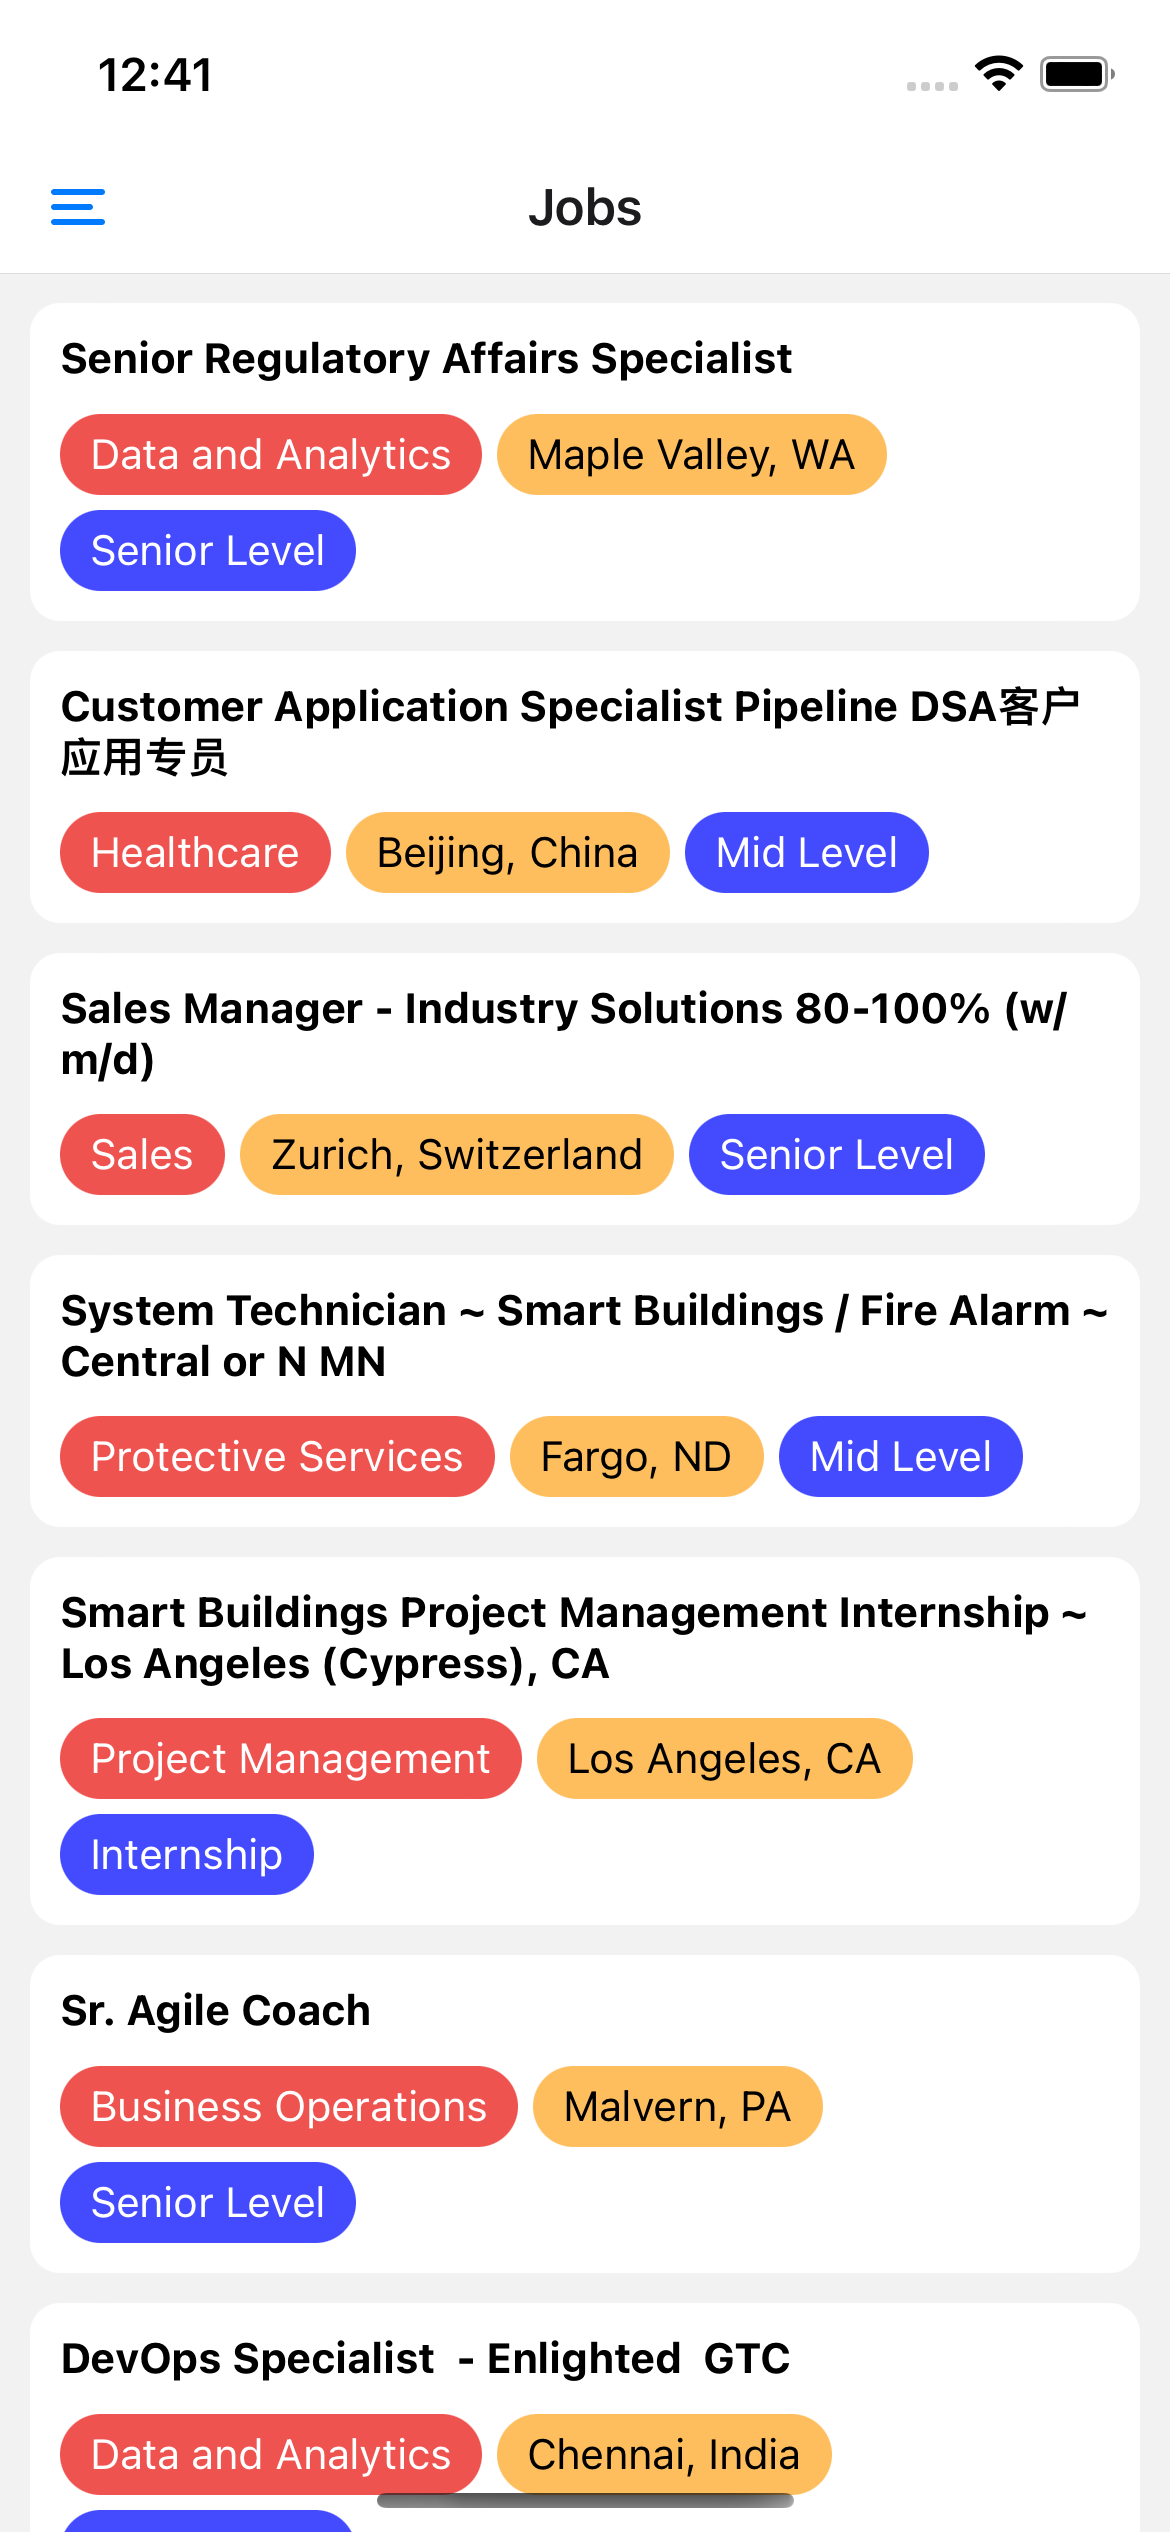 12:41
Jobs
Senior Regulatory Affairs Specialist
Data and Analytics Maple Valley, WA
Senior Level
Customer Application Specialist Pipeline DSA客户
应用专员
Healthcare Beijing, China Mid Level
Sales Manager - Industry Solutions 80-100% (w/
m/d)
Sales Zurich, Switzerland Senior Level
System Technician ~ Smart Buildings / Fire Alarm ~
Central or N MN
Protective Services Fargo, ND Mid Level
Smart Buildings Project Management Internship ~
Los Angeles (Cypress), CA
Project Management Los Angeles, CA
Internship
Sr. Agile Coach
Business Operations Malvern, PA
Senior Level
DevOps Specialist  - Enlighted  GTC
Data and Analytics Chennai, India